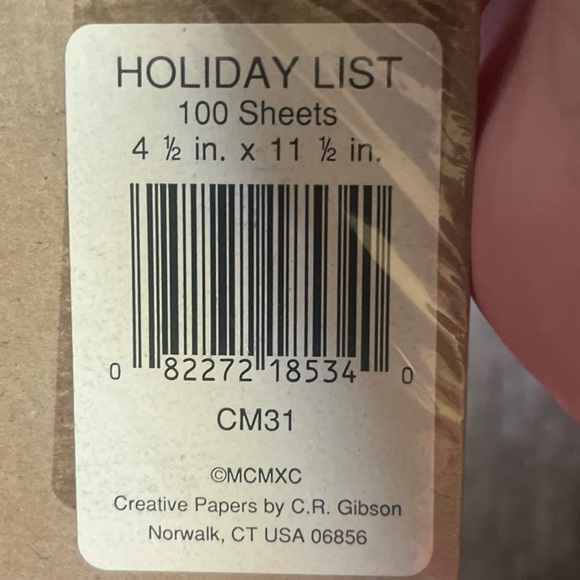 HOLIDAY LIST
100 Sheets
4 ½ in. x 11 ½ in.
0 82272 18534 0
CM31
©MCMXC
Creative Papers by C.R. Gibson
Norwalk, CT USA 06856